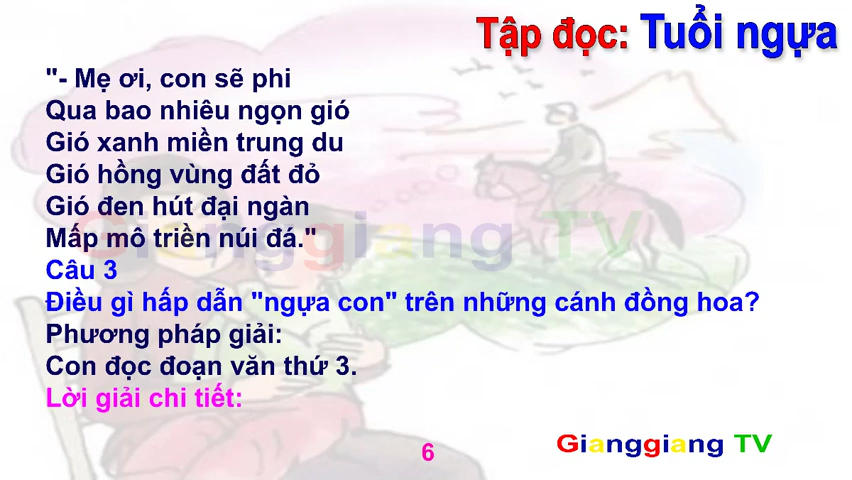 Tập đọc: Tuổi ngựa
"- Mẹ ơi, con sẽ phi
Qua bao nhiêu ngọn gió
Gió xanh miền trung du
Gió hồng vùng đất đỏ
Gió đen hút đại ngàn
Mấp mô triền núi đá."
Gianggiang TV
Câu 3
Điều gì hấp dẫn "ngựa con" trên những cánh đồng hoa?
Phương pháp giải:
Con đọc đoạn văn thứ 3.
Lời giải chi tiết:
6
Gianggiang TV